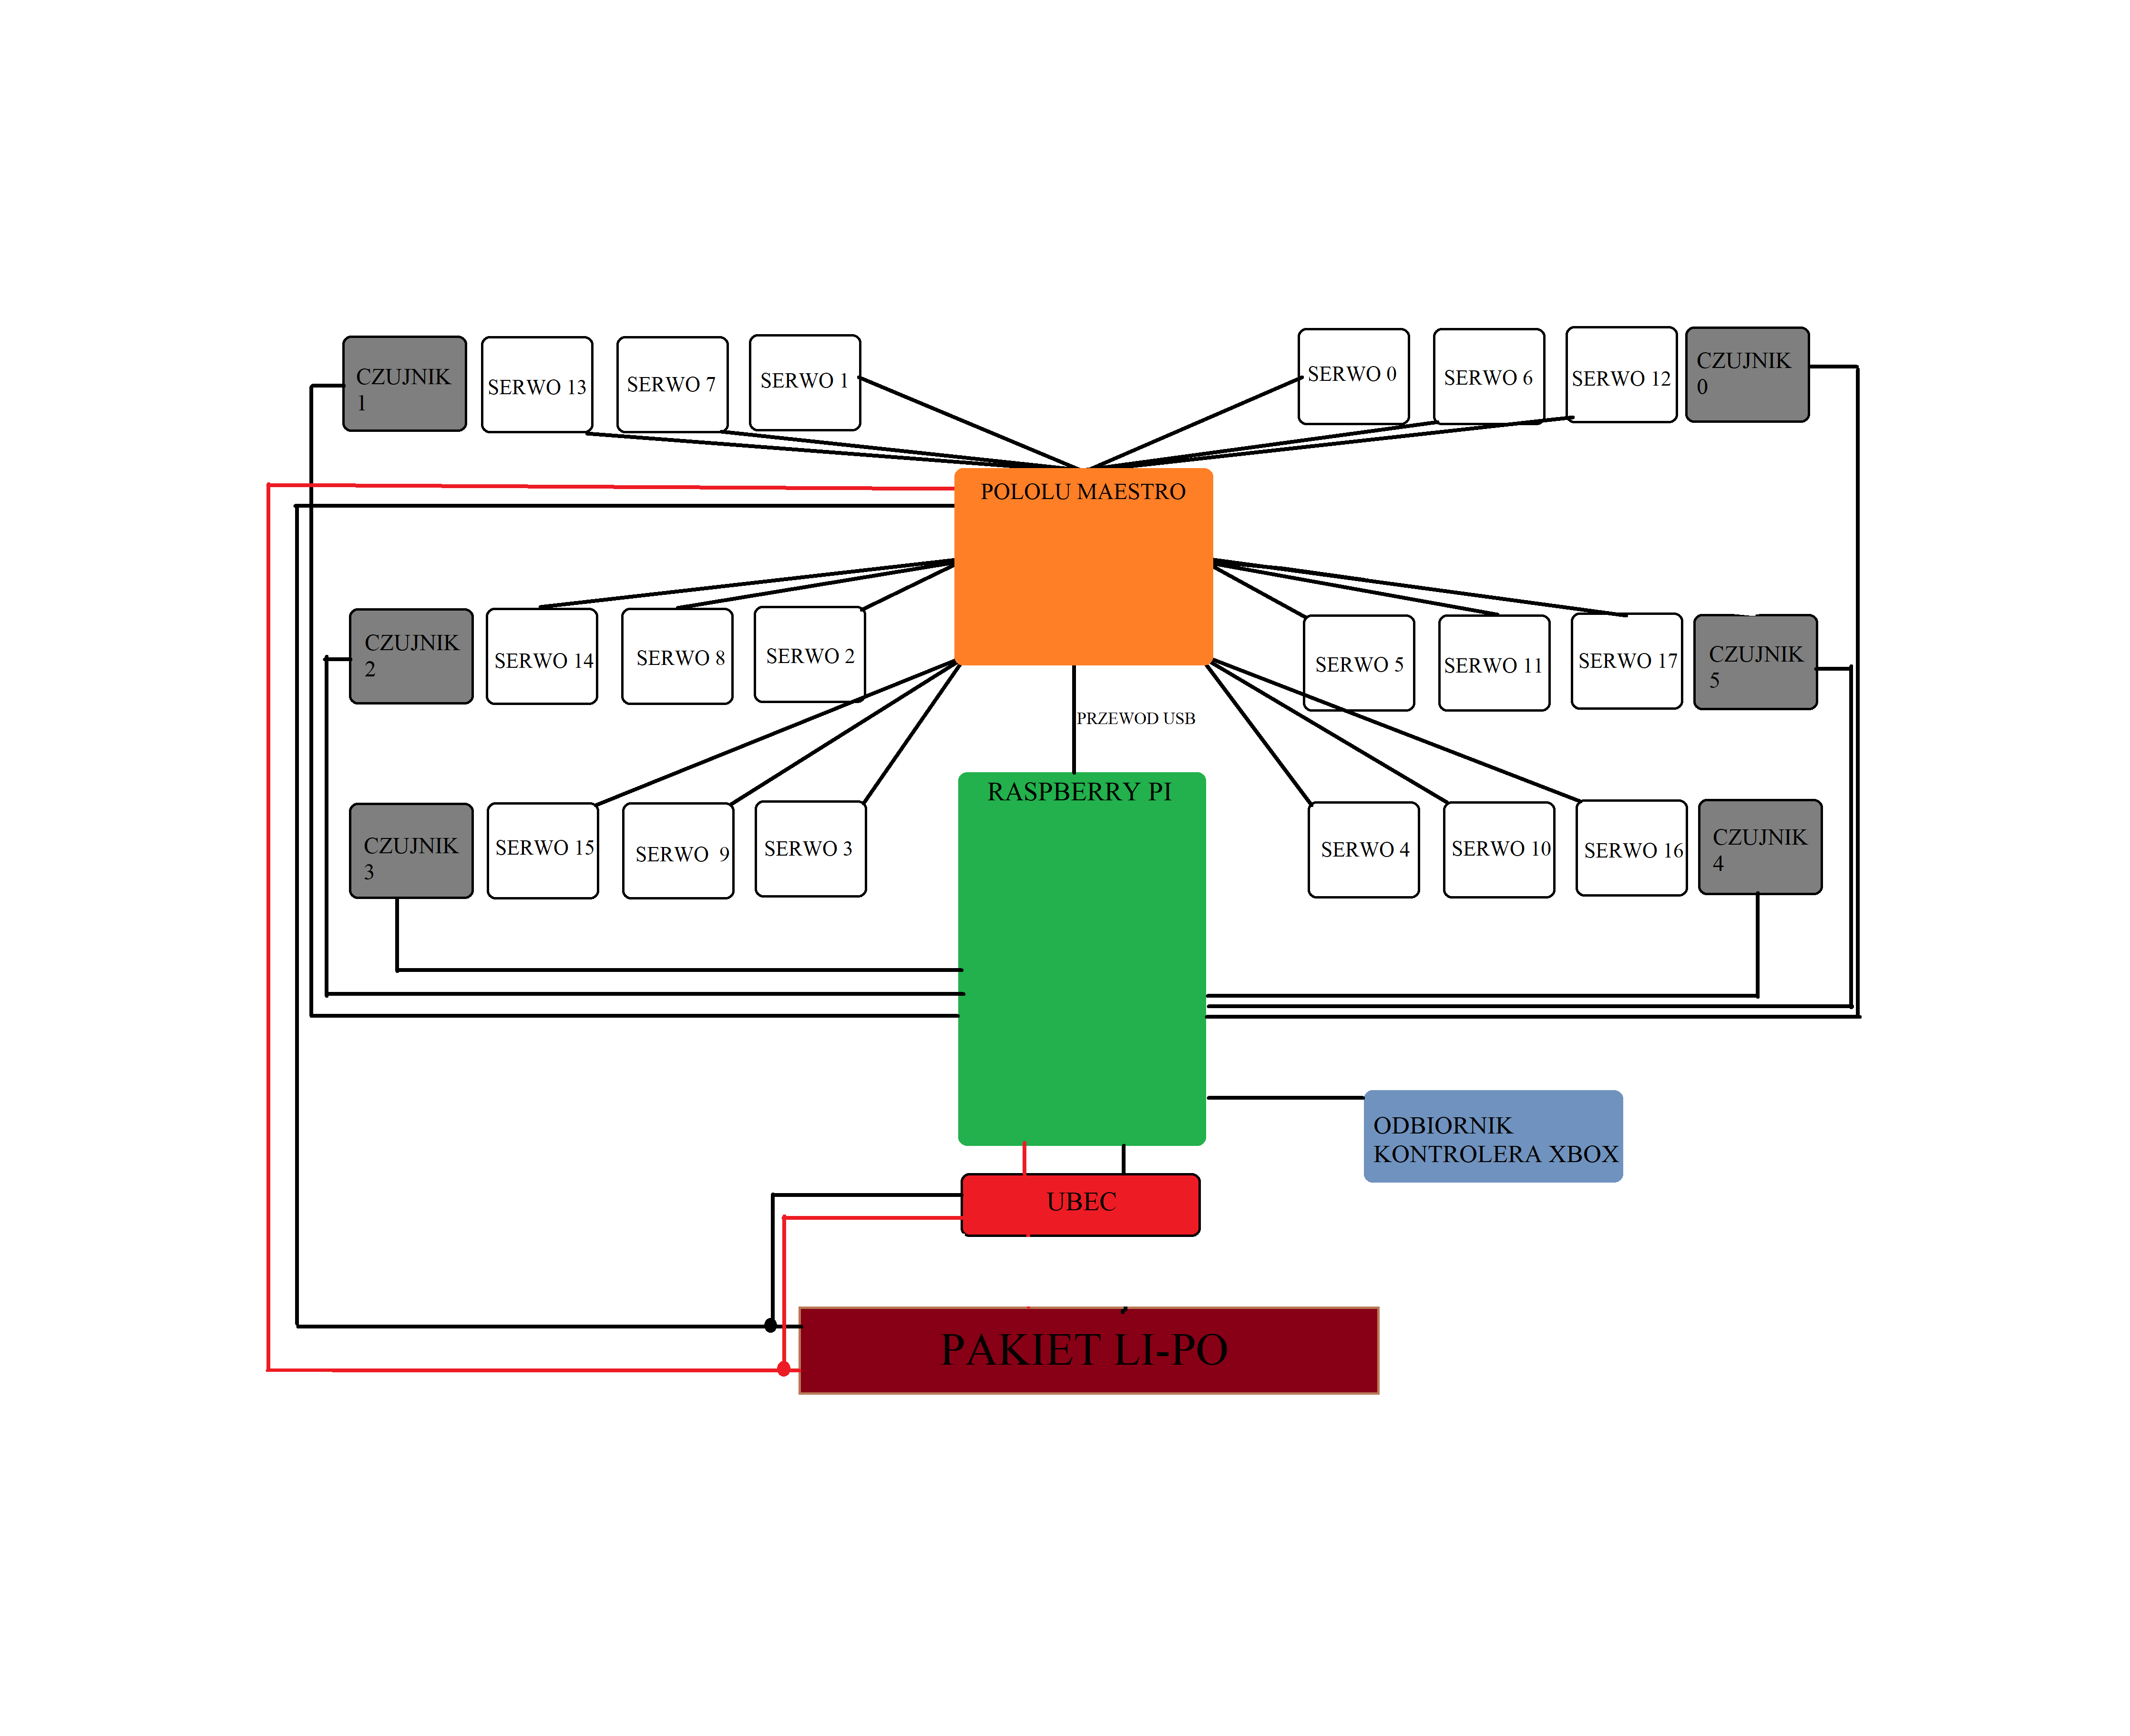 CZUJNIK
1
SERWO 13
SERWO 7
SERWO 1
SERWO 0
SERWO 6
SERWO 12
CZUJNIK
0
POLOLU MAESTRO
CZUJNIK
2
SERWO 14
SERWO 8
SERWO 2
SERWO 5
SERWO 11
SERWO 17
CZUJNIK
5
PRZEWOD USB
RASPBERRY PI
CZUJNIK
3
SERWO 15
SERWO 9
SERWO 3
SERWO 4
SERWO 10
SERWO 16
CZUJNIK
4
ODBIORNIK
KONTROLERA XBOX
UBEC
PAKIET LI-PO